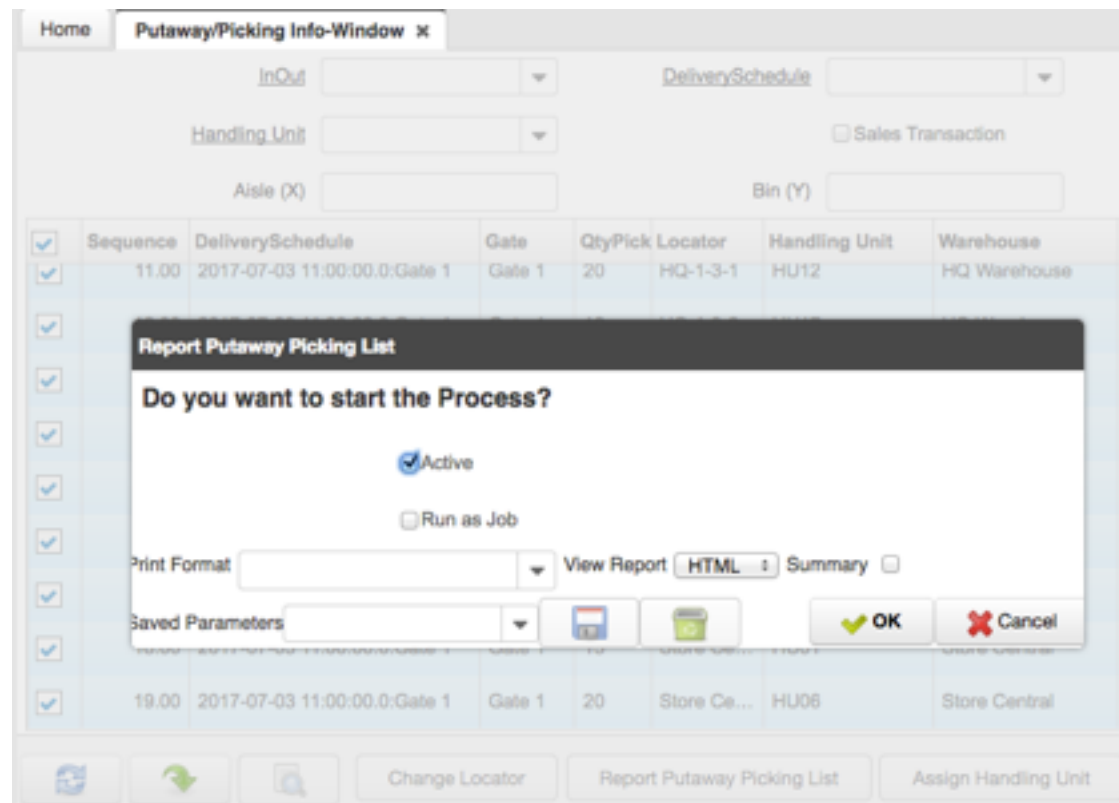 Home Putaway/Picking Info-Window x
InOut DeliverySchedule
Handling Unit Sales Transaction
Aisle (X) Bin (Y)
Sequence DeliverySchedule Gate QtyPick Locator Handling Unit Warehouse
11.00 2017-07-03 11:00:00.0:Gate 1 Gate 1 20 HQ-1-3-1 HU12 HQ Warehouse
Report Putaway Picking List
Do you want to start the Process?
Active
Run as Job
Print Format View Report HTML Summary
Saved Parameters OK Cancel
19.00 2017-07-03 11:00:00.0:Gate 1 Gate 1 20 Store Ce... HU06 Store Central
Change Locator Report Putaway Picking List Assign Handling Unit